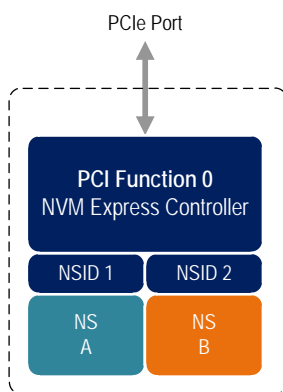 PCIe Port
PCI Function 0
NVM Express Controller
NSID 1 NSID 2
NS NS
A B